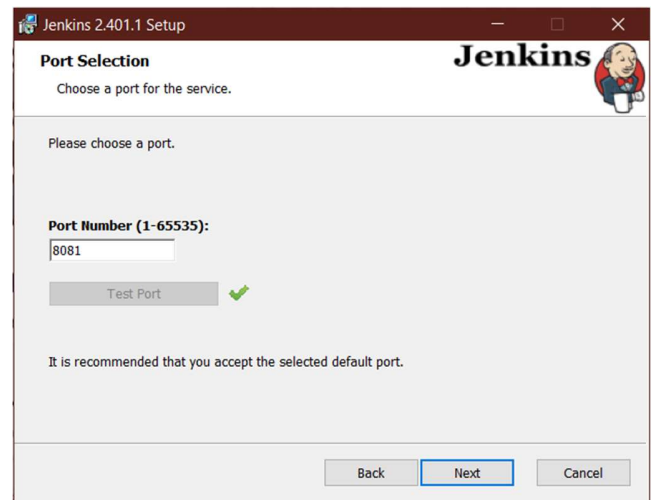 Jenkins 2.401.1 Setup
Port Selection
Jenkins
Choose a port for the service.
Please choose a port.
Port Number (1-65535):
8081
Test Port
It is recommended that you accept the selected default port.
Back
Next
Cancel